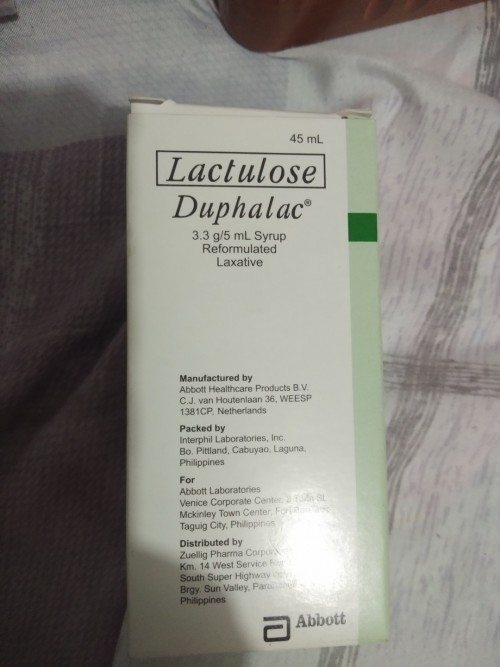 45 mL
Lactulose
Duphalac®
3.3 g/5 mL Syrup
Reformulated
Laxative
Manufactured by
Abbott Healthcare Products B.V.
C.J. van Houtenlaan 36, WEESP
1381CP, Netherlands
Packed by
Interphil Laboratories, Inc.
Bo. Pittland, Cabuyao, Laguna,
Philippines
For
Abbott Laboratories
Venice Corporate Center, St.
Mckinley Town Center,
Taguig City, Philippines
Distributed by
Zuellig Pharma
Km. 14 West Service
South Super Highway
Brgy. Sun Valley,
Philippines
Abbott